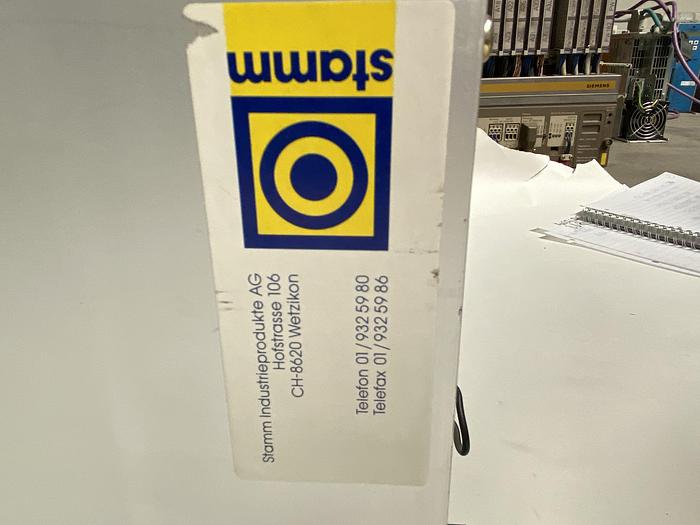 stamm
Stamm Industrieprodukte AG
Hofstrasse 106
CH-8620 Wetzikon
Telefon 01/932 59 80
Telefax 01/932 59 86
SIEMENS